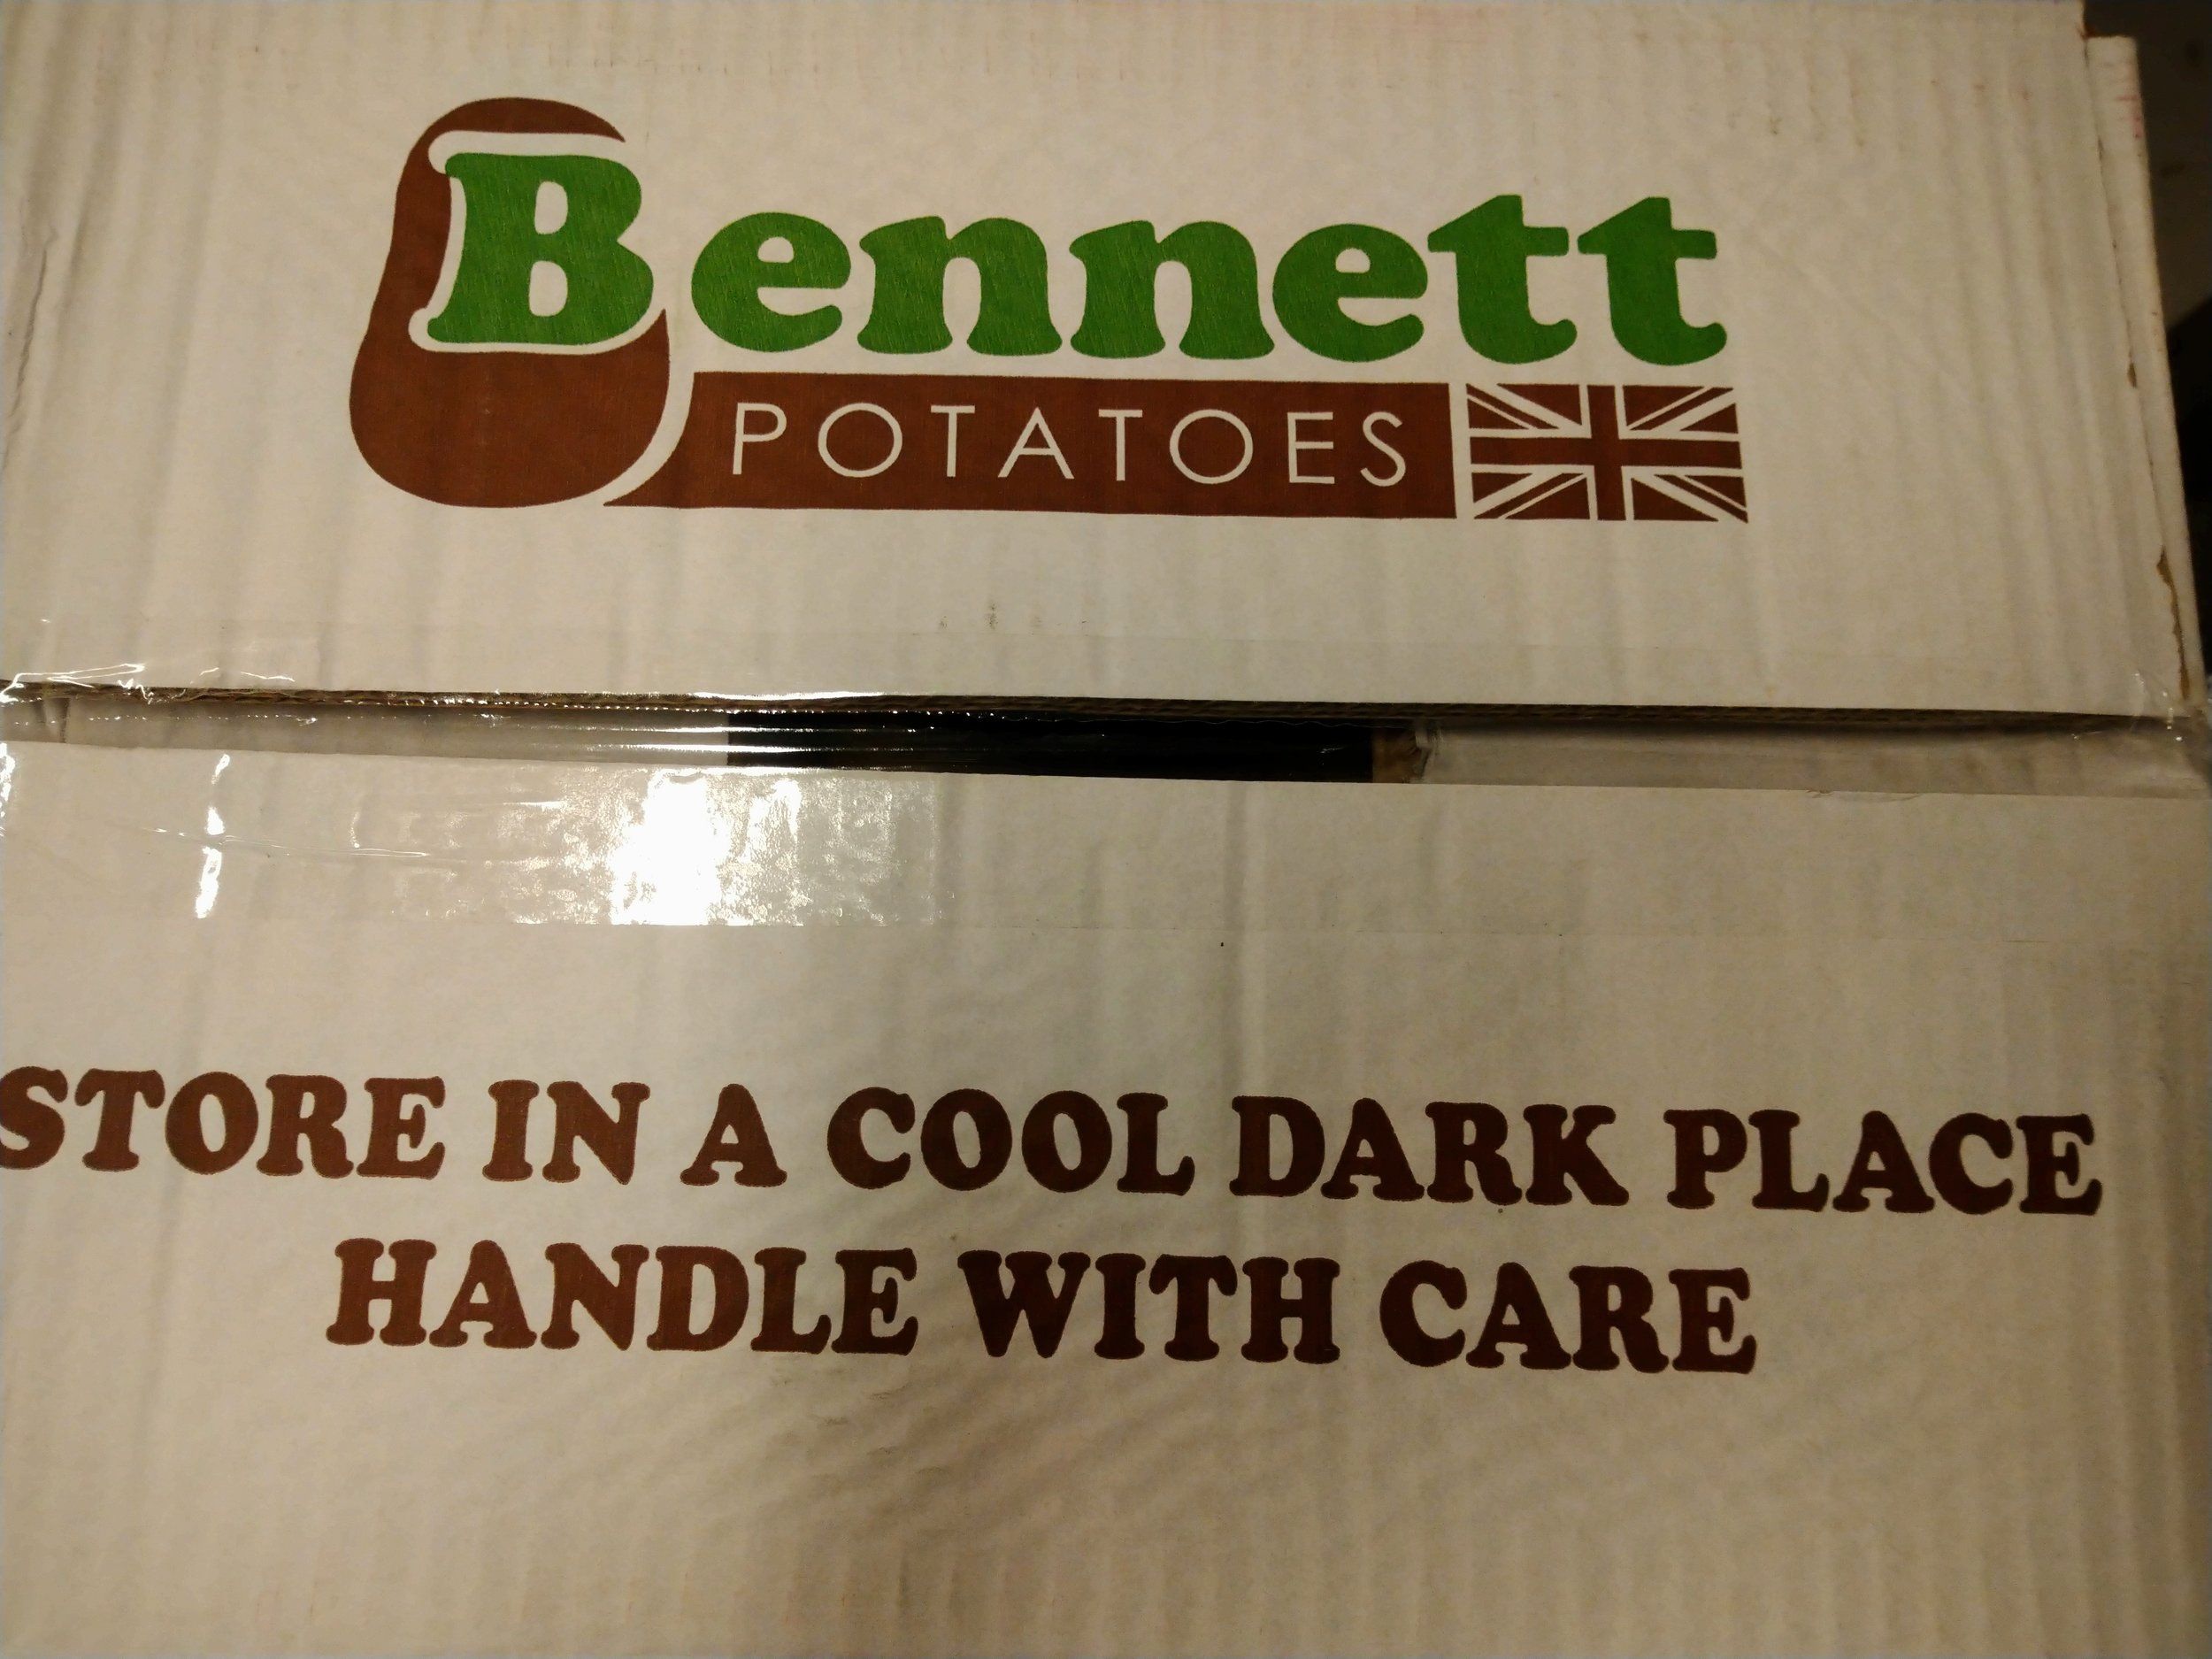 Bennett
POTATOES
STORE IN A COOL DARK PLACE
HANDLE WITH CARE